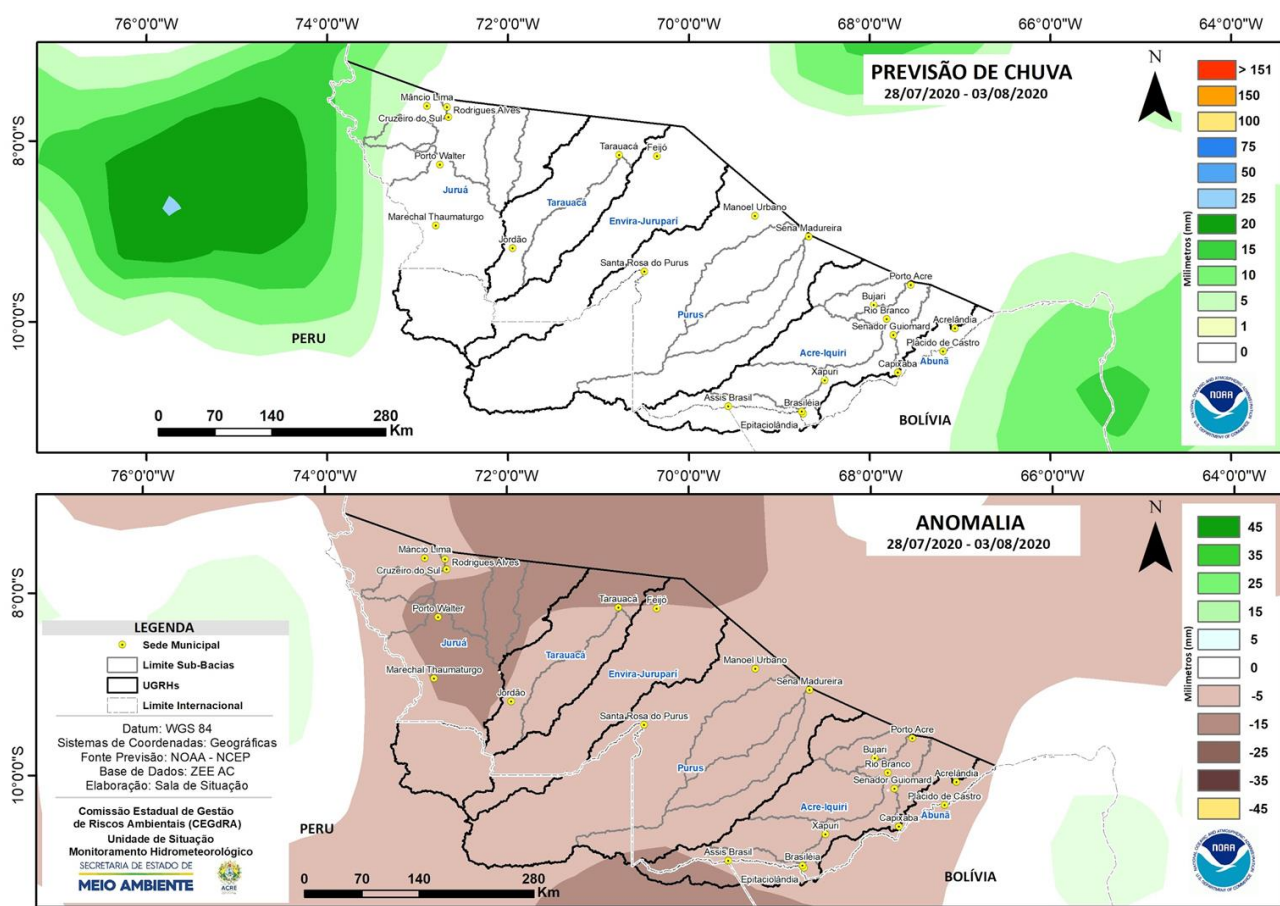 76°0'0"W 74°0'0"W 72°0'0"W 70°0'0"W 68°0'0"W 66°0'0"W 64°0'0"W
PREVISÃO DE CHUVA
28/07/2020 - 03/08/2020
N
8°0'0"S
10°0'0"S
Mâncio Lima
Rodrigues Alves
Cruzeiro do Sul
Porto Walter
Juruá
Marechal Thaumaturgo
Tarauacá
Feijó
Tarauacá
Envira-Jurupari
Jordão
Manoel Urbano
Sena Madureira
Santa Rosa do Purus
Purus
Porto Acre
Bujari
Rio Branco
Senador Guiomard
Acrelândia
Plácido de Castro
Abunã
Acre-Iquiri
Capixaba
Xapuri
Assis Brasil
Brasiléia
Epitaciolândia
PERU
BOLÍVIA
0 70 140 280
Km
Milimetros (mm)
> 151
150
100
75
50
25
20
15
10
5
1
0
NOAA
76°0'0"W 74°0'0"W 72°0'0"W 70°0'0"W 68°0'0"W 66°0'0"W 64°0'0"W
ANOMALIA
28/07/2020 - 03/08/2020
N
8°0'0"S
10°0'0"S
Mâncio Lima
Rodrigues Alves
Cruzeiro do Sul
Porto Walter
Juruá
Marechal Thaumaturgo
Tarauacá
Feijó
Tarauacá
Envira-Jurupari
Jordão
Manoel Urbano
Sena Madureira
Santa Rosa do Purus
Purus
Porto Acre
Bujari
Rio Branco
Senador Guiomard
Acrelândia
Plácido de Castro
Abunã
Acre-Iquiri
Capixaba
Xapuri
Assis Brasil
Brasiléia
Epitaciolândia
PERU
BOLÍVIA
0 70 140 280
Km
Milimetros (mm)
45
35
25
15
5
0
-5
-15
-25
-35
-45
NOAA
LEGENDA
Sede Municipal
Limite Sub-Bacias
UGRHs
Limite Internacional
Datum: WGS 84
Sistemas de Coordenadas: Geográficas
Fonte Previsão: NOAA - NCEP
Base de Dados: ZEE AC
Elaboração: Sala de Situação
Comissão Estadual de Gestão
de Riscos Ambientais (CEGdRA)
Unidade de Situação
Monitoramento Hidrometeorológico
SECRETARIA DE ESTADO DE
MEIO AMBIENTE
ACRE